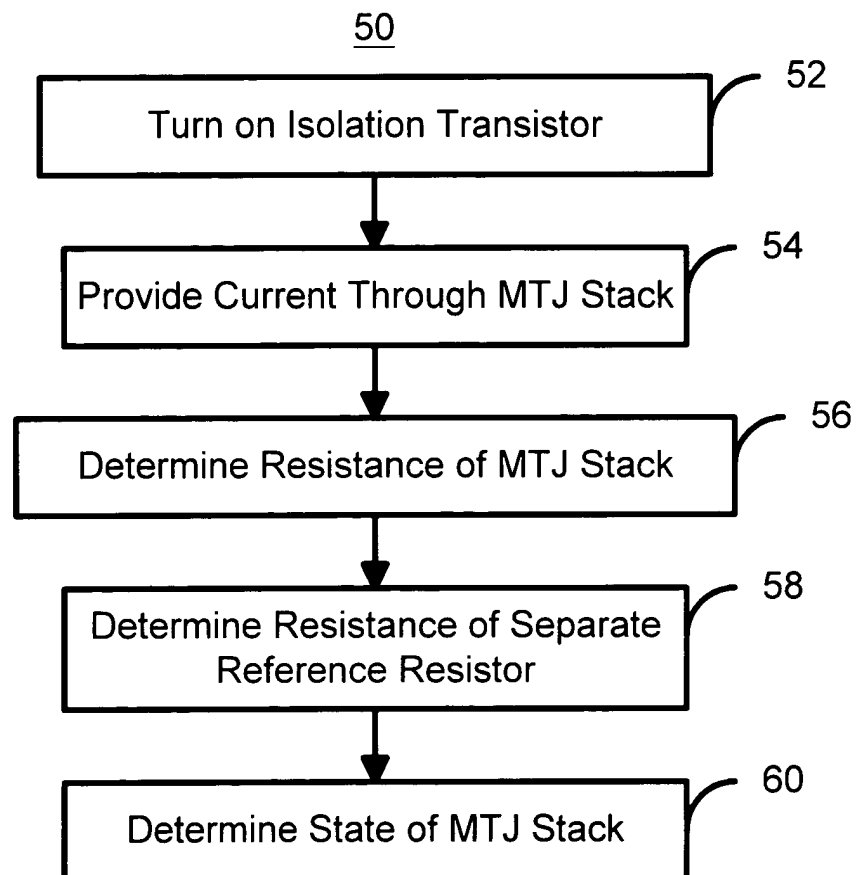 50
52
Turn on Isolation Transistor
54
Provide Current Through MTJ Stack
56
Determine Resistance of MTJ Stack
58
Determine Resistance of Separate
Reference Resistor
60
Determine State of MTJ Stack